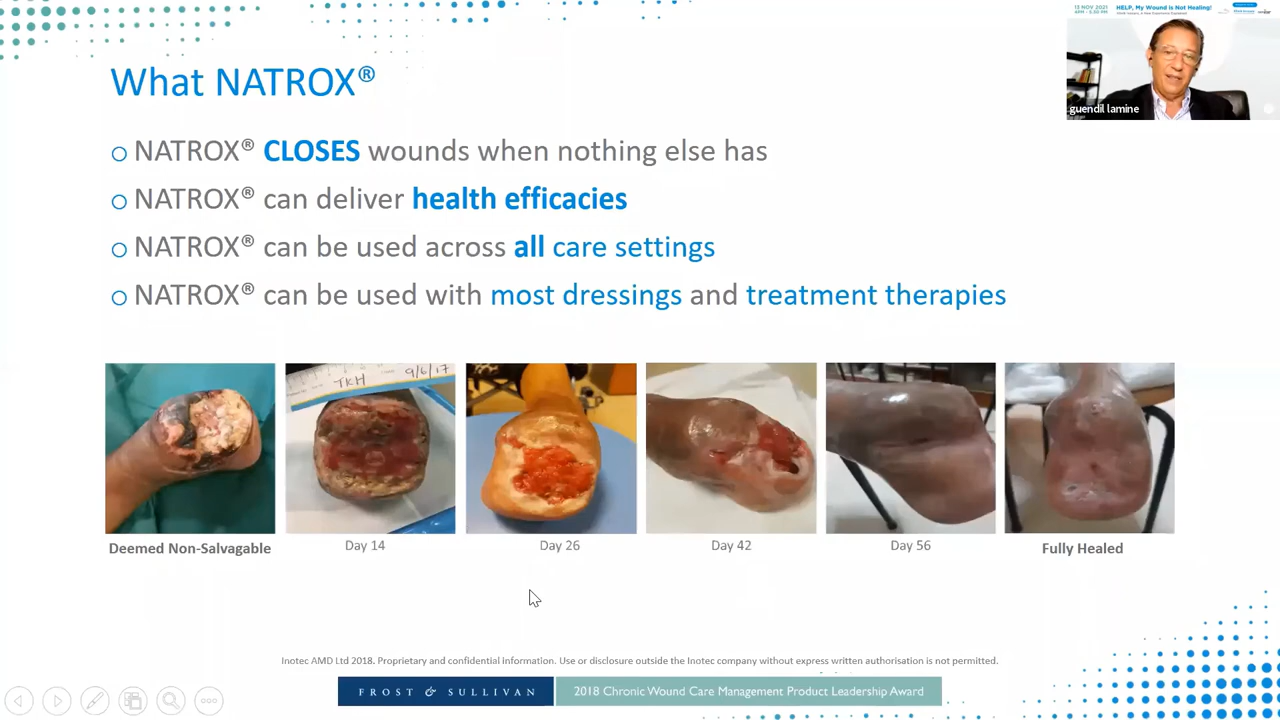 13 NOV 2021
HELP, My Wound is Not Healing!
guendil lamine
What NATROX®
NATROX® CLOSES wounds when nothing else has
NATROX® can deliver health efficacies
NATROX® can be used across all care settings
NATROX® can be used with most dressings and treatment therapies
TKH 9/6/17
Deemed Non-Salvagable
Day 14
Day 26
Day 42
Day 56
Fully Healed
Inotec AMD Ltd 2018. Proprietary and confidential information. Use or disclosure outside the Inotec company without express written authorisation is not permitted.
FROST & SULLIVAN
2018 Chronic Wound Care Management Product Leadership Award